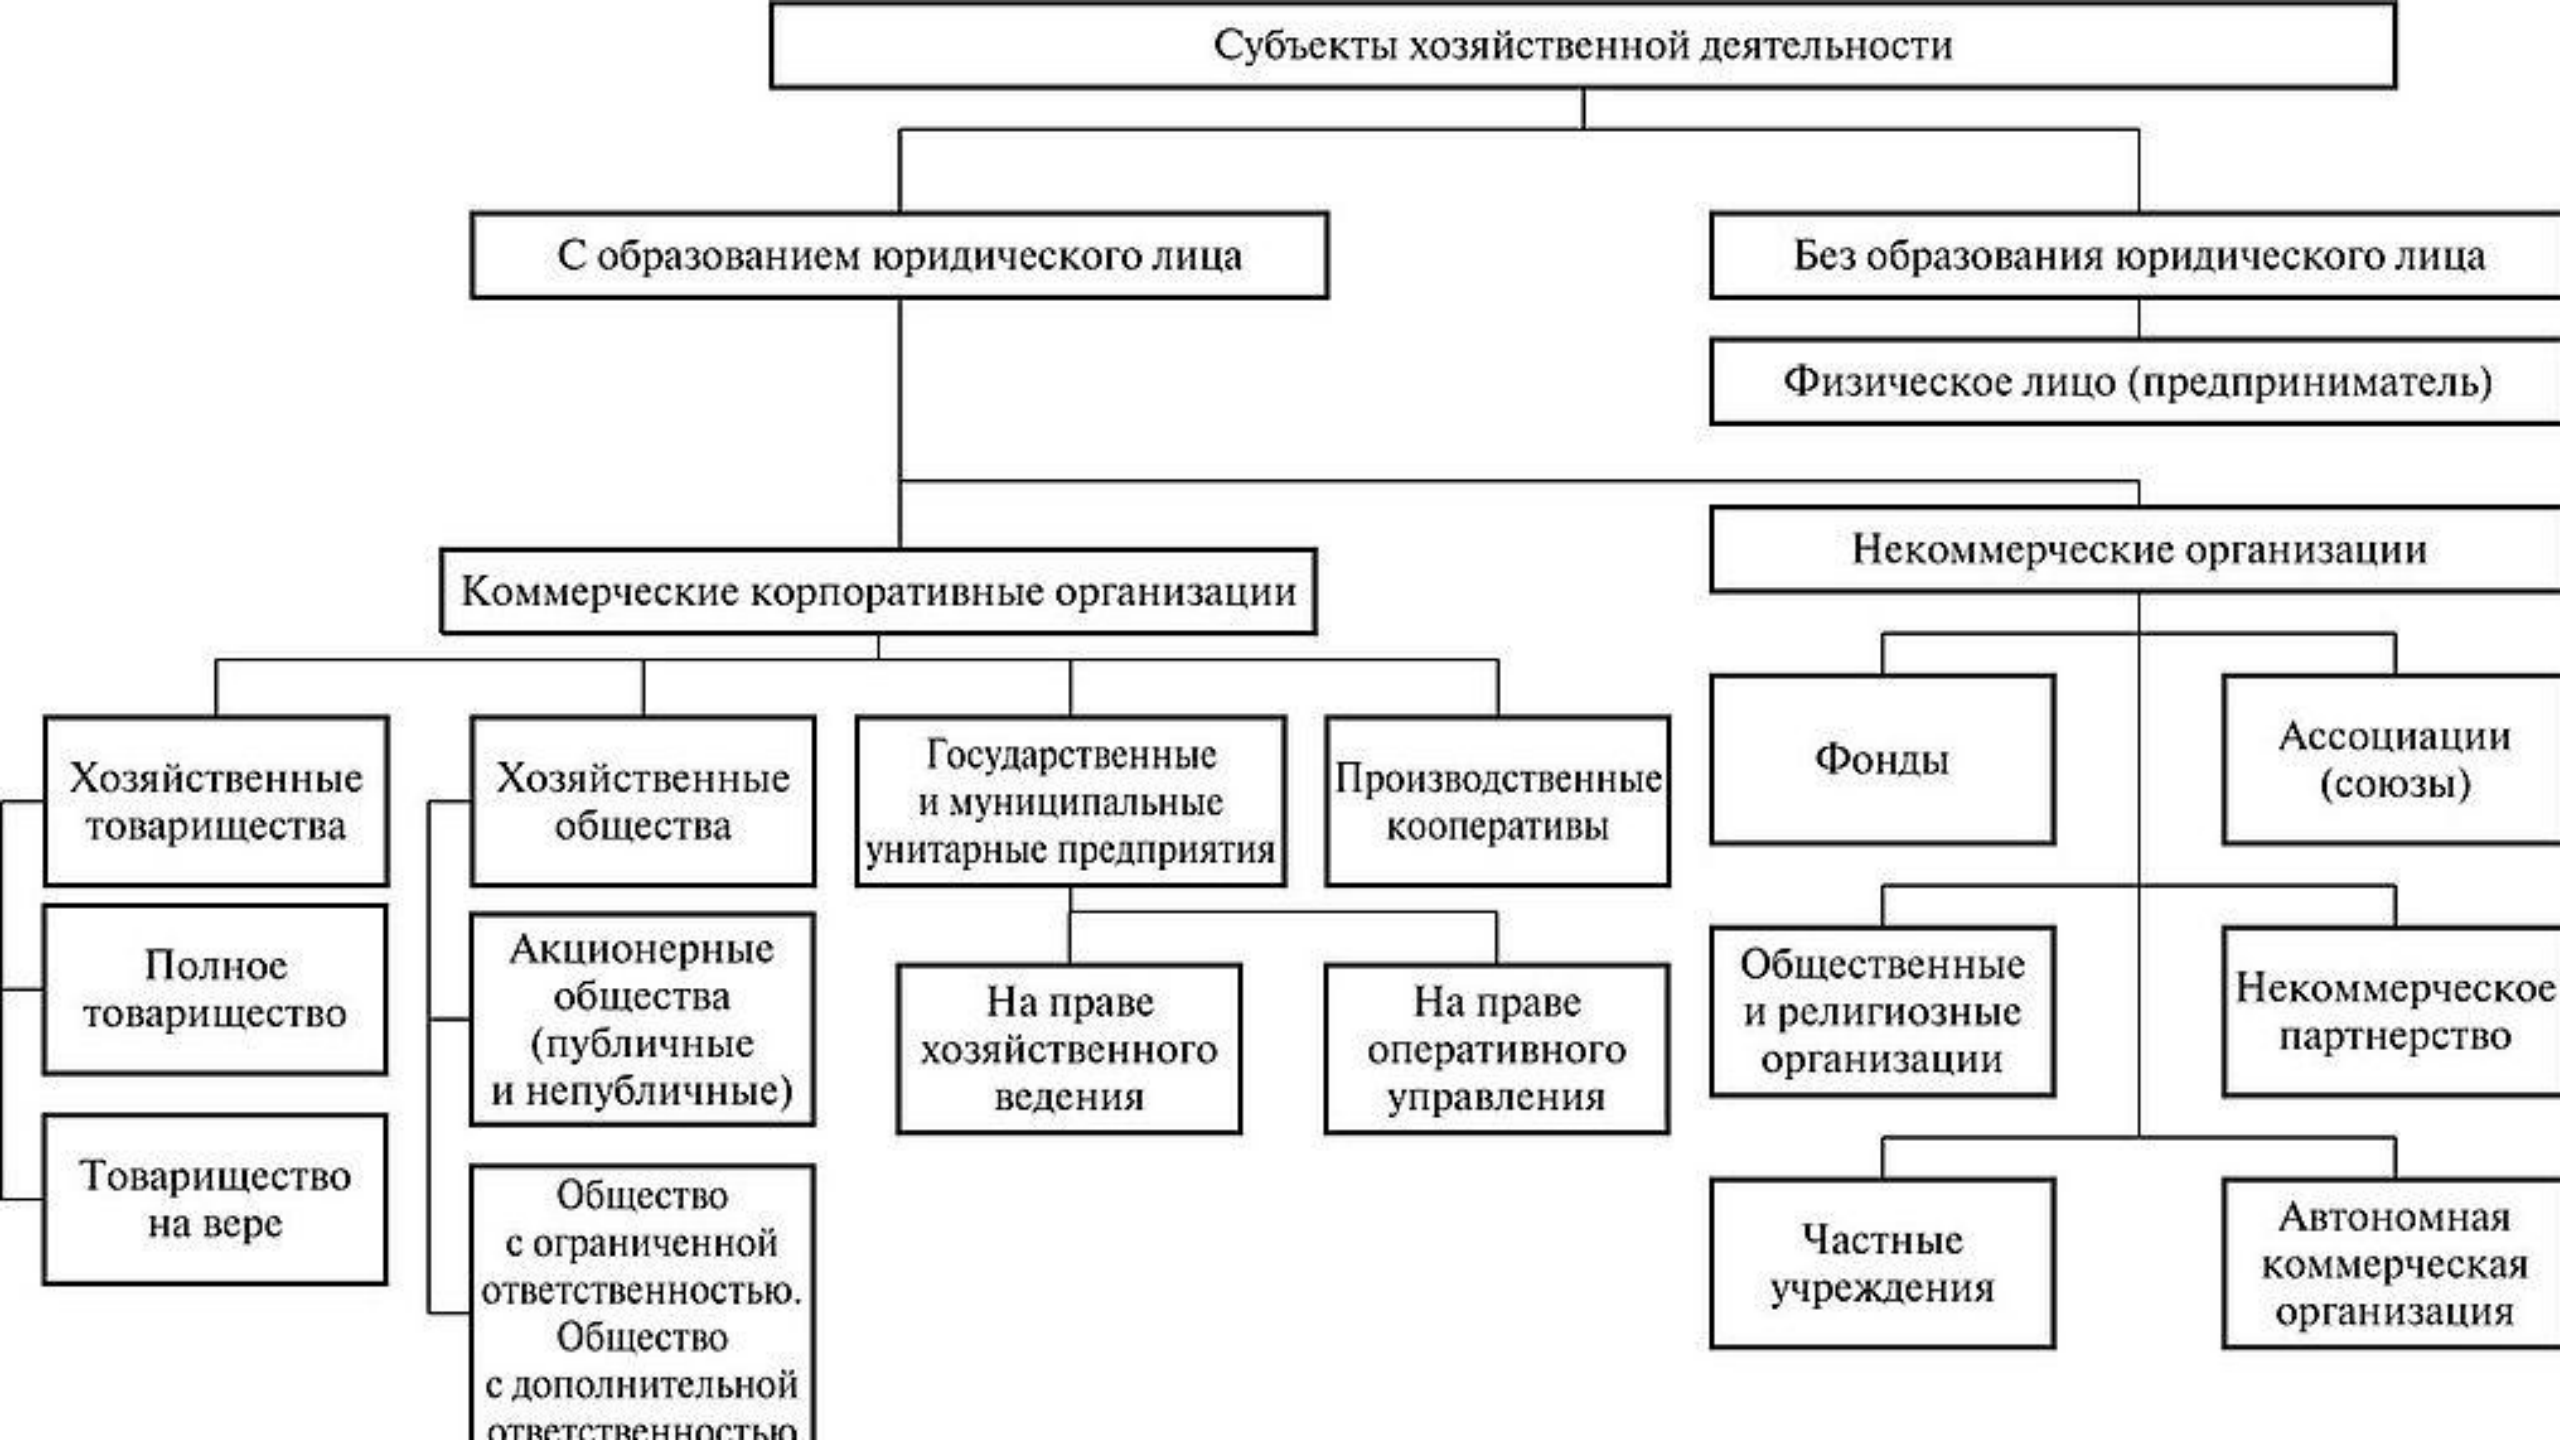 Субъекты хозяйственной деятельности
С образованием юридического лица
Без образования юридического лица
Физическое лицо (предприниматель)
Некоммерческие организации
Коммерческие корпоративные организации
Хозяйственные
товарищества
Хозяйственные
общества
Государственные
и муниципальные
унитарные предприятия
Производственные
кооперативы
Фонды
Ассоциации
(союзы)
Полное
товарищество
Акционерные
общества
(публичные
и непубличные)
На праве
хозяйственного
ведения
На праве
оперативного
управления
Общественные
и религиозные
организации
Некоммерческое
партнерство
Товарищество
на вере
Общество
с ограниченной
ответственностью.
Общество
с дополнительной
ответственностью
Частные
учреждения
Автономная
коммерческая
организация